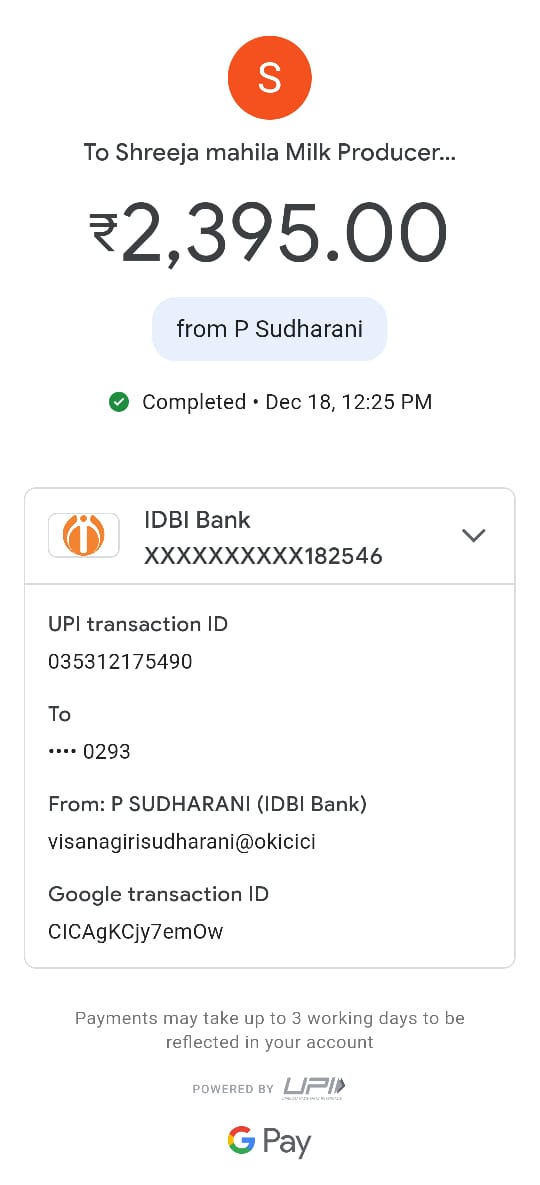 S
To Shreeja mahila Milk Producer...
₹2,395.00
from P Sudharani
Completed • Dec 18, 12:25 PM
IDBI Bank
XXXXXXXXXX182546
UPI transaction ID
035312175490
To
•••• 0293
From: P SUDHARANI (IDBI Bank)
visanagirisudharani@okicici
Google transaction ID
CICAgKCjy7emOw
Payments may take up to 3 working days to be
reflected in your account
POWERED BY UPI
G Pay